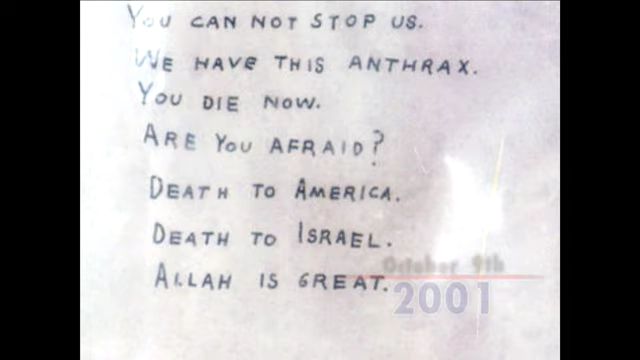 YOU CAN NOT STOP US.
WE HAVE THIS ANTHRAX.
YOU DIE NOW.
ARE YOU AFRAID?
DEATH TO AMERICA.
DEATH TO ISRAEL.
ALLAH IS GREAT.
October 9th
2001